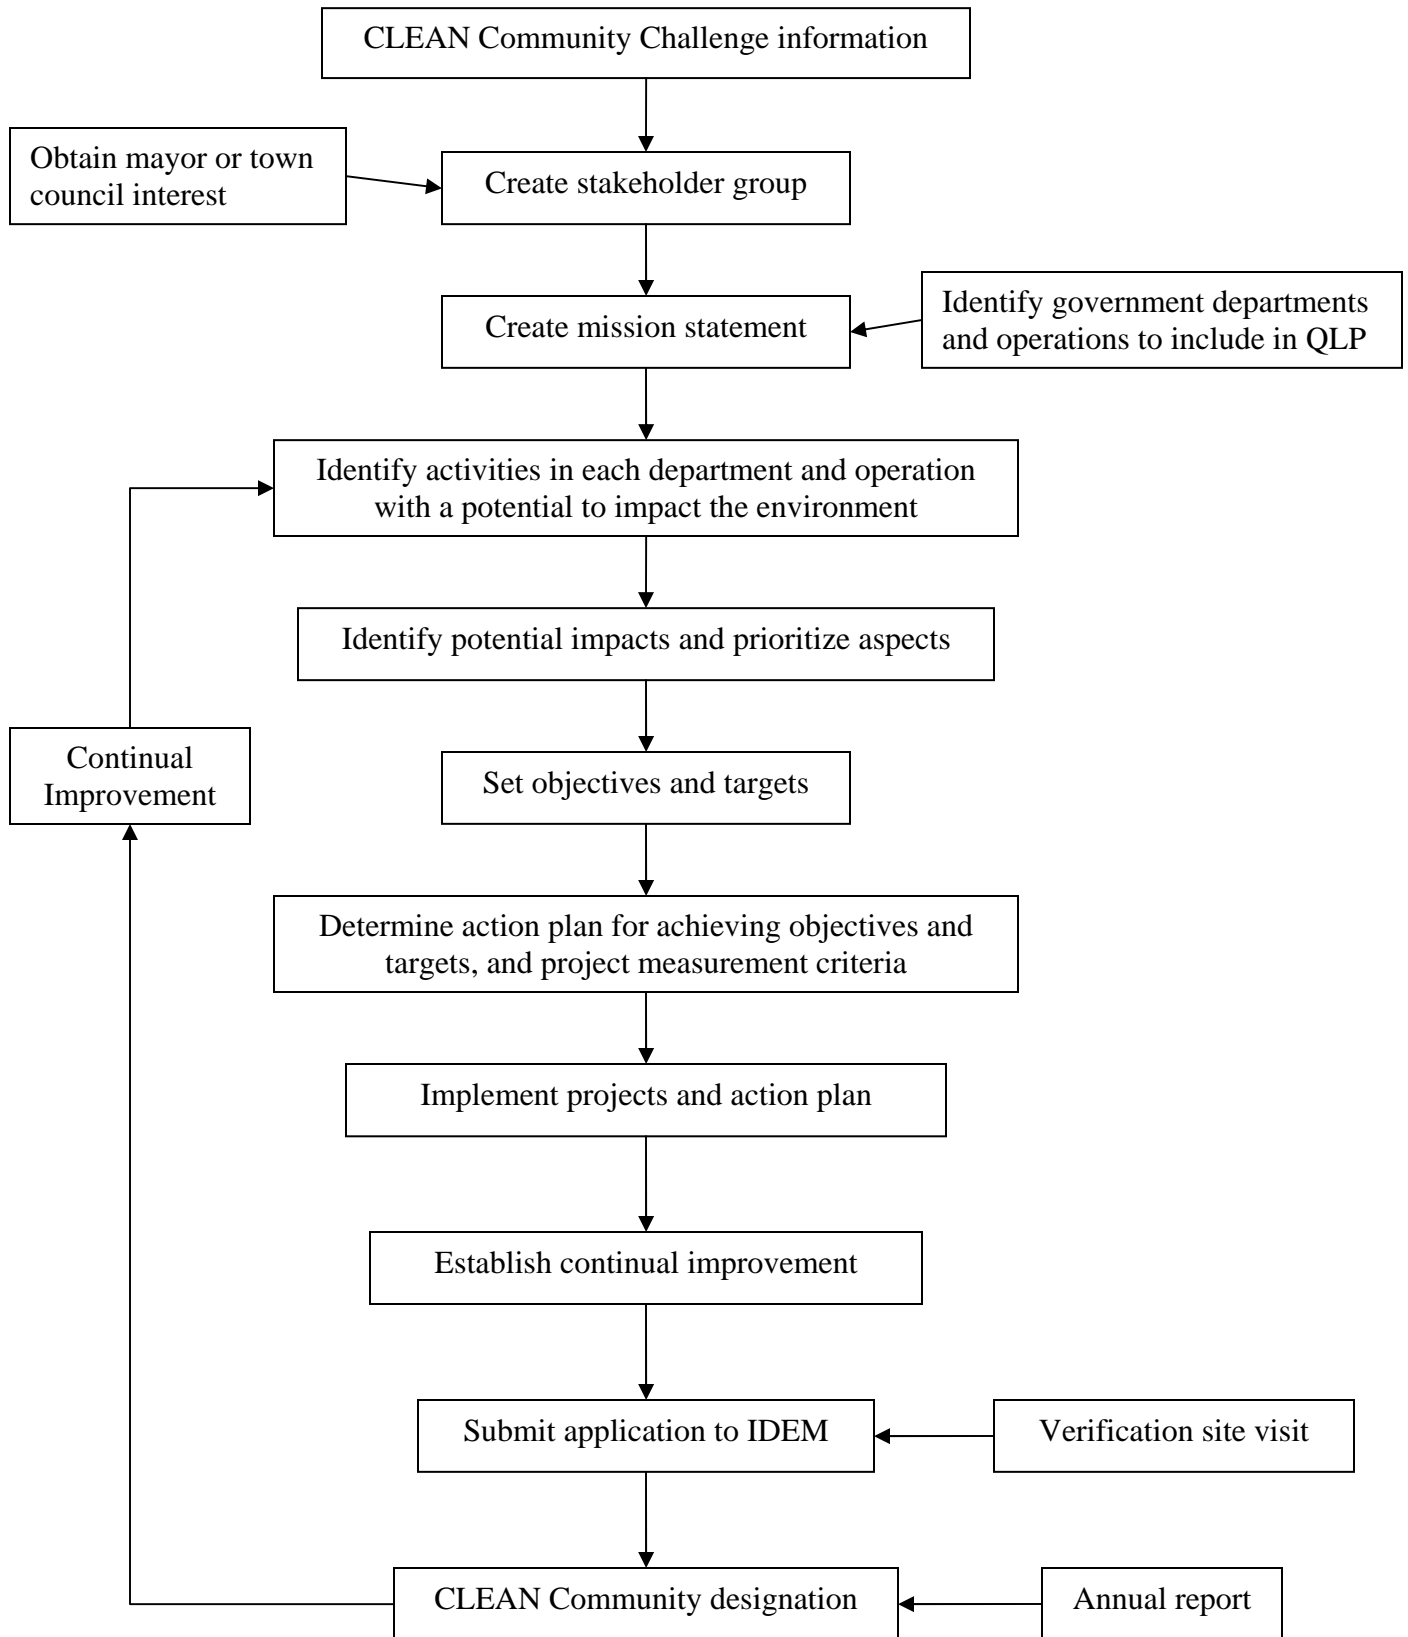 CLEAN Community Challenge information
Obtain mayor or town
council interest
Create stakeholder group
Create mission statement
Identify government departments
and operations to include in QLP
Identify activities in each department and operation
with a potential to impact the environment
Identify potential impacts and prioritize aspects
Continual
Improvement
Set objectives and targets
Determine action plan for achieving objectives and
targets, and project measurement criteria
Implement projects and action plan
Establish continual improvement
Submit application to IDEM
Verification site visit
CLEAN Community designation
Annual report